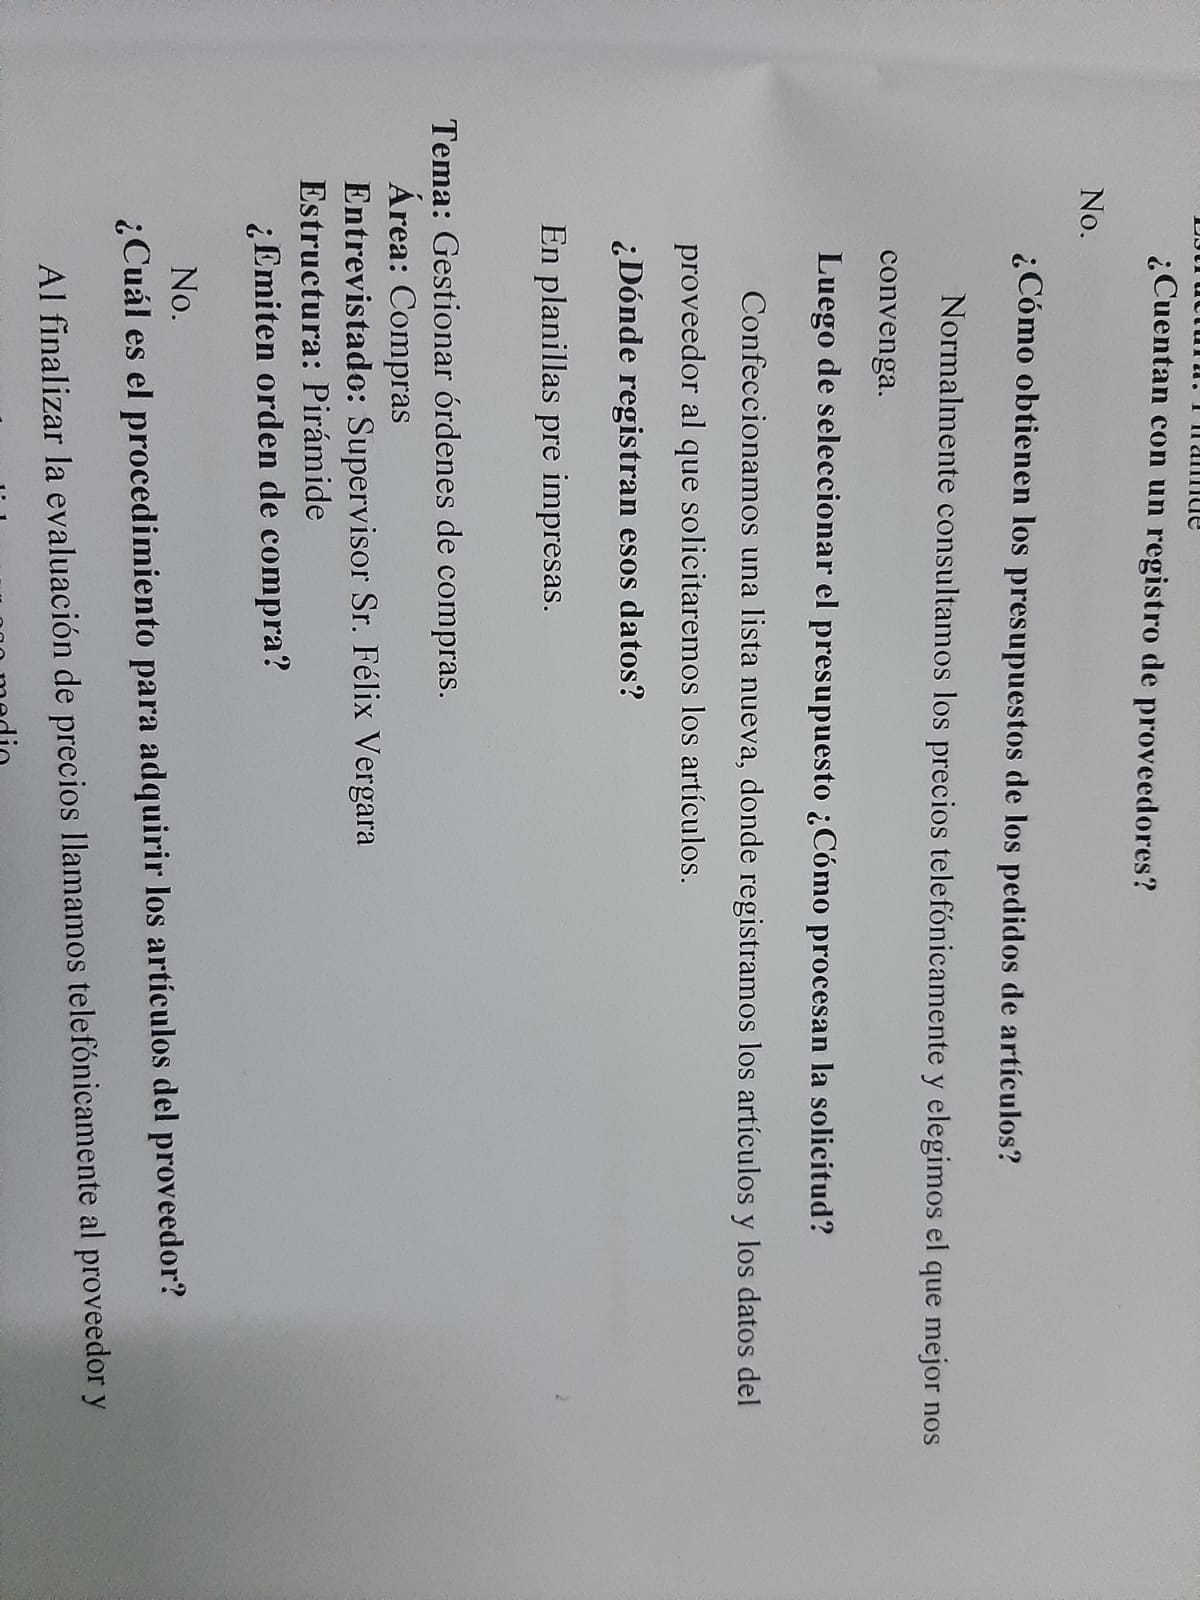 Estructura: Pirámide
¿Cuentan con un registro de proveedores?
No.
¿Cómo obtienen los presupuestos de los pedidos de artículos?
Normalmente consultamos los precios telefónicamente y elegimos el que mejor nos
convenga.
Luego de seleccionar el presupuesto ¿Cómo procesan la solicitud?
Confeccionamos una lista nueva, donde registramos los artículos y los datos del
proveedor al que solicitaremos los artículos.
¿Dónde registran esos datos?
En planillas pre impresas.
Tema: Gestionar órdenes de compras.
Área: Compras
Entrevistado: Supervisor Sr. Félix Vergara
Estructura: Pirámide
¿Emiten orden de compra?
No.
¿Cuál es el procedimiento para adquirir los artículos del proveedor?
Al finalizar la evaluación de precios llamamos telefónicamente al proveedor y
medio